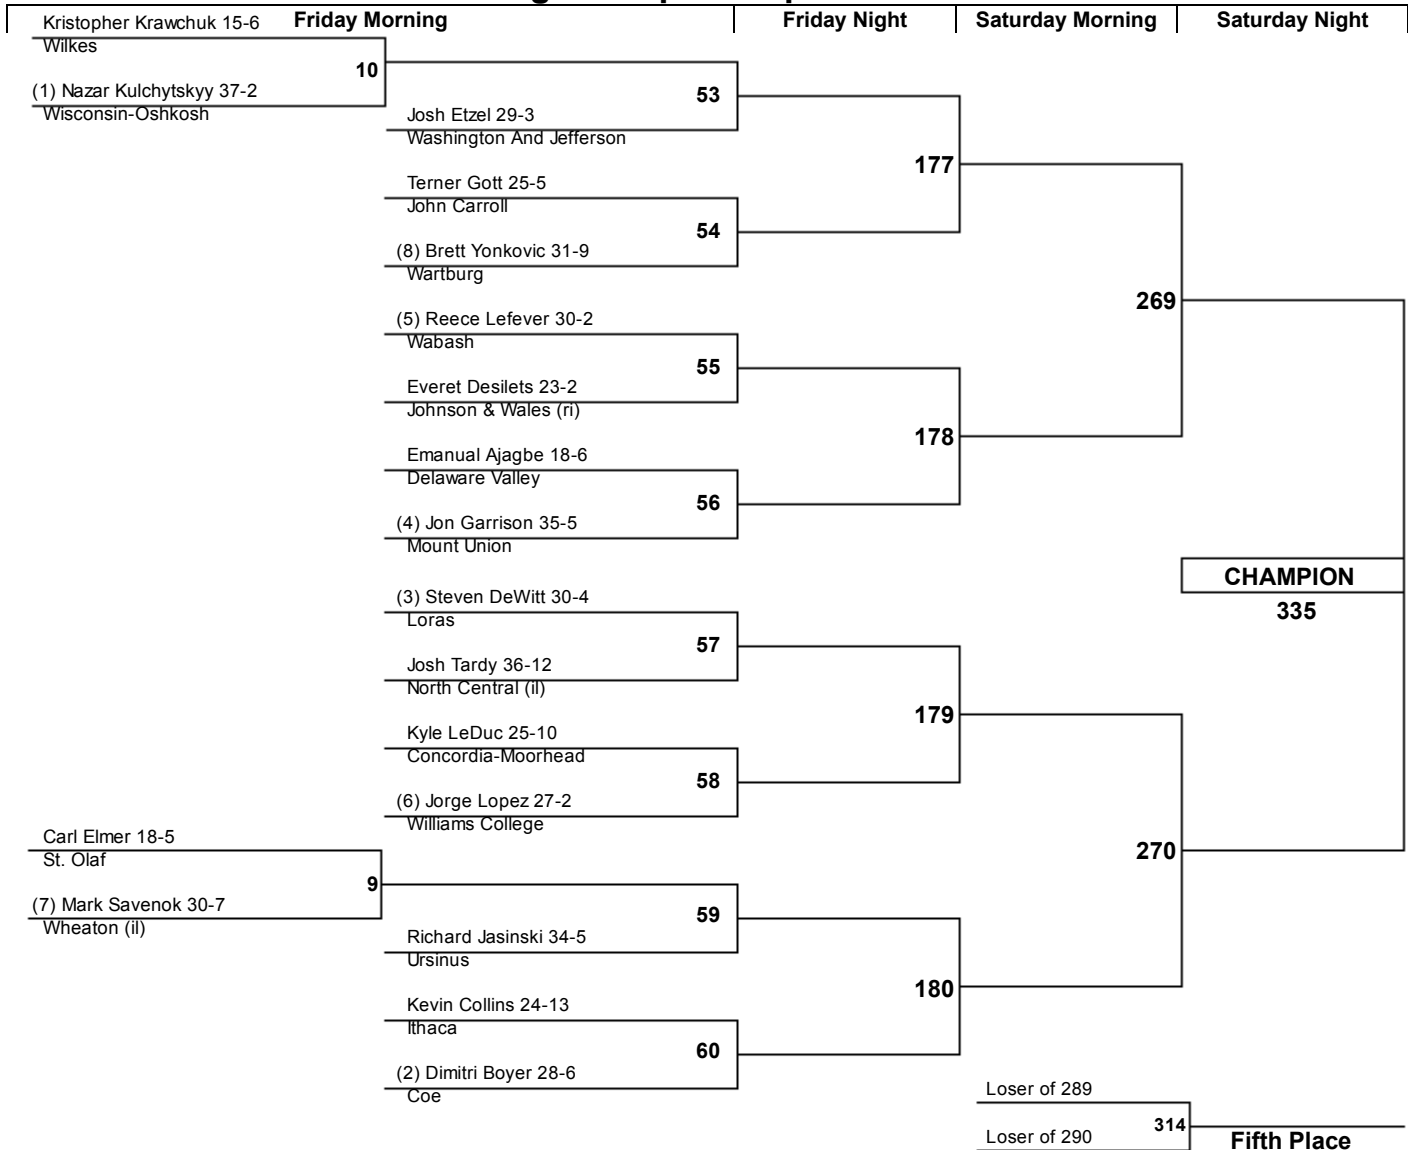 Friday Morning
Friday Night
Saturday Morning
Saturday Night
Kristopher Krawchuk 15-6
Wilkes
10
(1) Nazar Kulchytskyy 37-2
Wisconsin-Oshkosh
53
Josh Etzel 29-3
Washington And Jefferson
177
Terner Gott 25-5
John Carroll
54
(8) Brett Yonkovic 31-9
Wartburg
269
(5) Reece Lefever 30-2
Wabash
55
Everet Desilets 23-2
Johnson & Wales (ri)
178
Emanual Ajagbe 18-6
Delaware Valley
56
(4) Jon Garrison 35-5
Mount Union
CHAMPION
335
(3) Steven DeWitt 30-4
Loras
57
Josh Tardy 36-12
North Central (il)
179
Kyle LeDuc 25-10
Concordia-Moorhead
58
(6) Jorge Lopez 27-2
Williams College
270
Carl Elmer 18-5
St. Olaf
9
(7) Mark Savenok 30-7
Wheaton (il)
59
Richard Jasinski 34-5
Ursinus
180
Kevin Collins 24-13
Ithaca
60
(2) Dimitri Boyer 28-6
Coe
Loser of 289
314
Loser of 290
Fifth Place